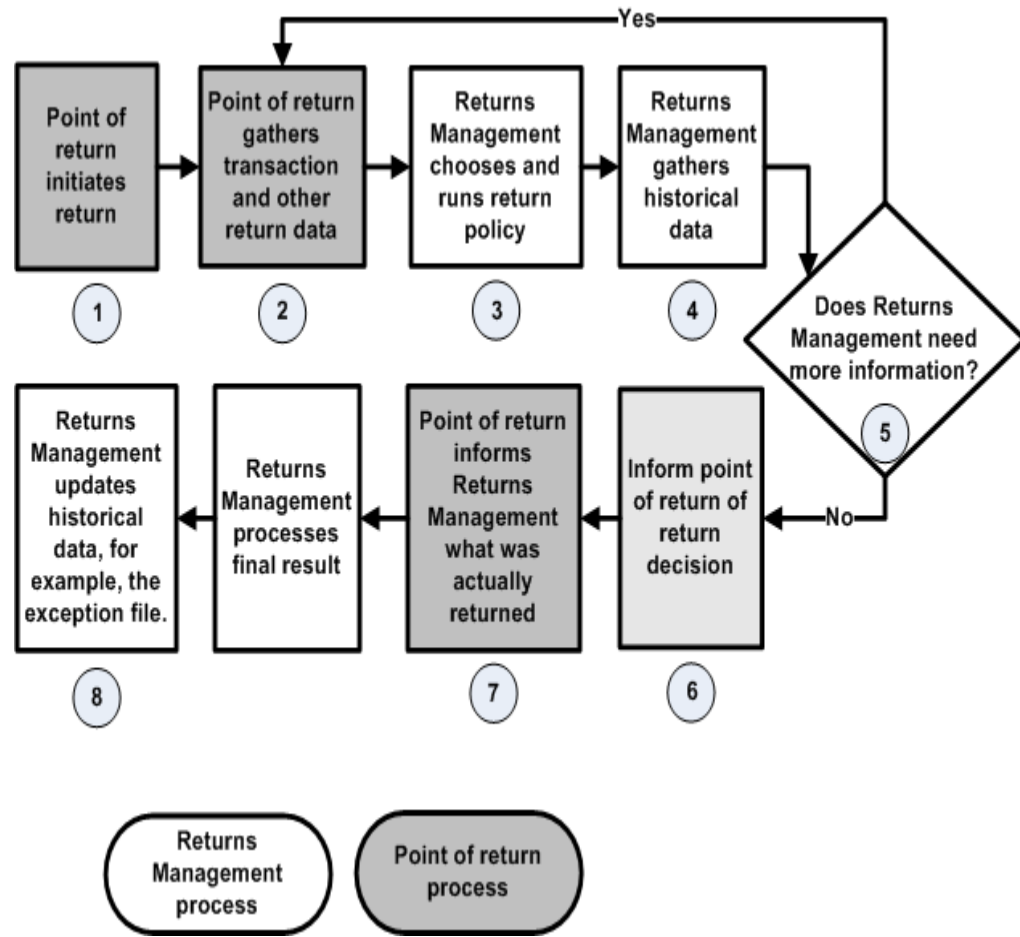 Yes
Point of
return
initiates
return
Point of return
gathers
transaction
and other
return data
Returns
Management
chooses and
runs return
policy
Returns
Management
gathers
historical
data
1
2
3
4
Does Returns
Management need
more information?
5
No
Inform point
of return of
return
decision
6
Point of return
informs
Returns
Management
what was
actually
returned
7
Returns
Management
processes
final result
Returns
Management
updates
historical
data, for
example, the
exception file.
8
Returns
Management
process
Point of return
process